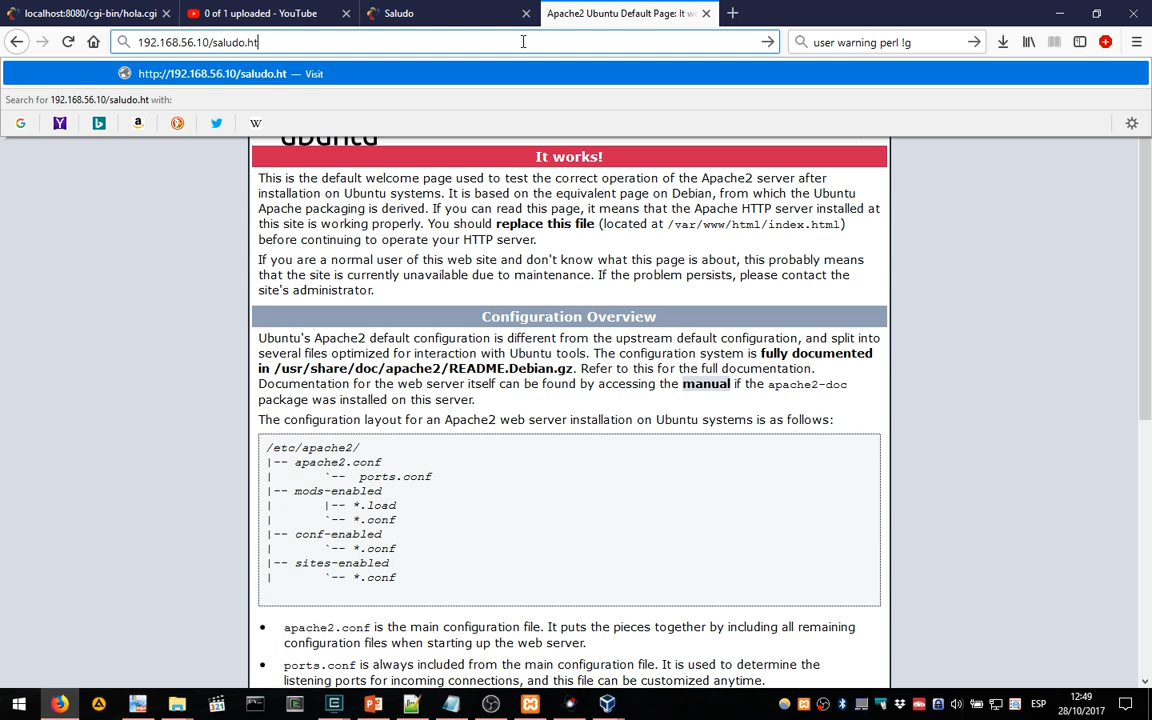 localhost:8080/cgi-bin/hola.cgi
0 of 1 uploaded - YouTube
Saludo
Apache2 Ubuntu Default Page: It w
192.168.56.10/saludo.ht
user warning perl !g
http://192.168.56.10/saludo.ht — Visit
Search for 192.168.56.10/saludo.ht with:
It works!
This is the default welcome page used to test the correct operation of the Apache2 server after
installation on Ubuntu systems. It is based on the equivalent page on Debian, from which the Ubuntu
Apache packaging is derived. If you can read this page, it means that the Apache HTTP server installed at
this site is working properly. You should replace this file (located at /var/www/html/index.html)
before continuing to operate your HTTP server.
If you are a normal user of this web site and don't know what this page is about, this probably means
that the site is currently unavailable due to maintenance. If the problem persists, please contact the
site's administrator.
Configuration Overview
Ubuntu's Apache2 default configuration is different from the upstream default configuration, and split into
several files optimized for interaction with Ubuntu tools. The configuration system is fully documented
in /usr/share/doc/apache2/README.Debian.gz. Refer to this for the full documentation.
Documentation for the web server itself can be found by accessing the manual if the apache2-doc
package was installed on this server.
The configuration layout for an Apache2 web server installation on Ubuntu systems is as follows:
/etc/apache2/
|-- apache2.conf
|       `--  ports.conf
|-- mods-enabled
|       |-- *.load
|       `-- *.conf
|-- conf-enabled
|       `-- *.conf
|-- sites-enabled
|       `-- *.conf
• apache2.conf is the main configuration file. It puts the pieces together by including all remaining
configuration files when starting up the web server.
• ports.conf is always included from the main configuration file. It is used to determine the
listening ports for incoming connections, and this file can be customized anytime.
ESP
12:49
28/10/2017